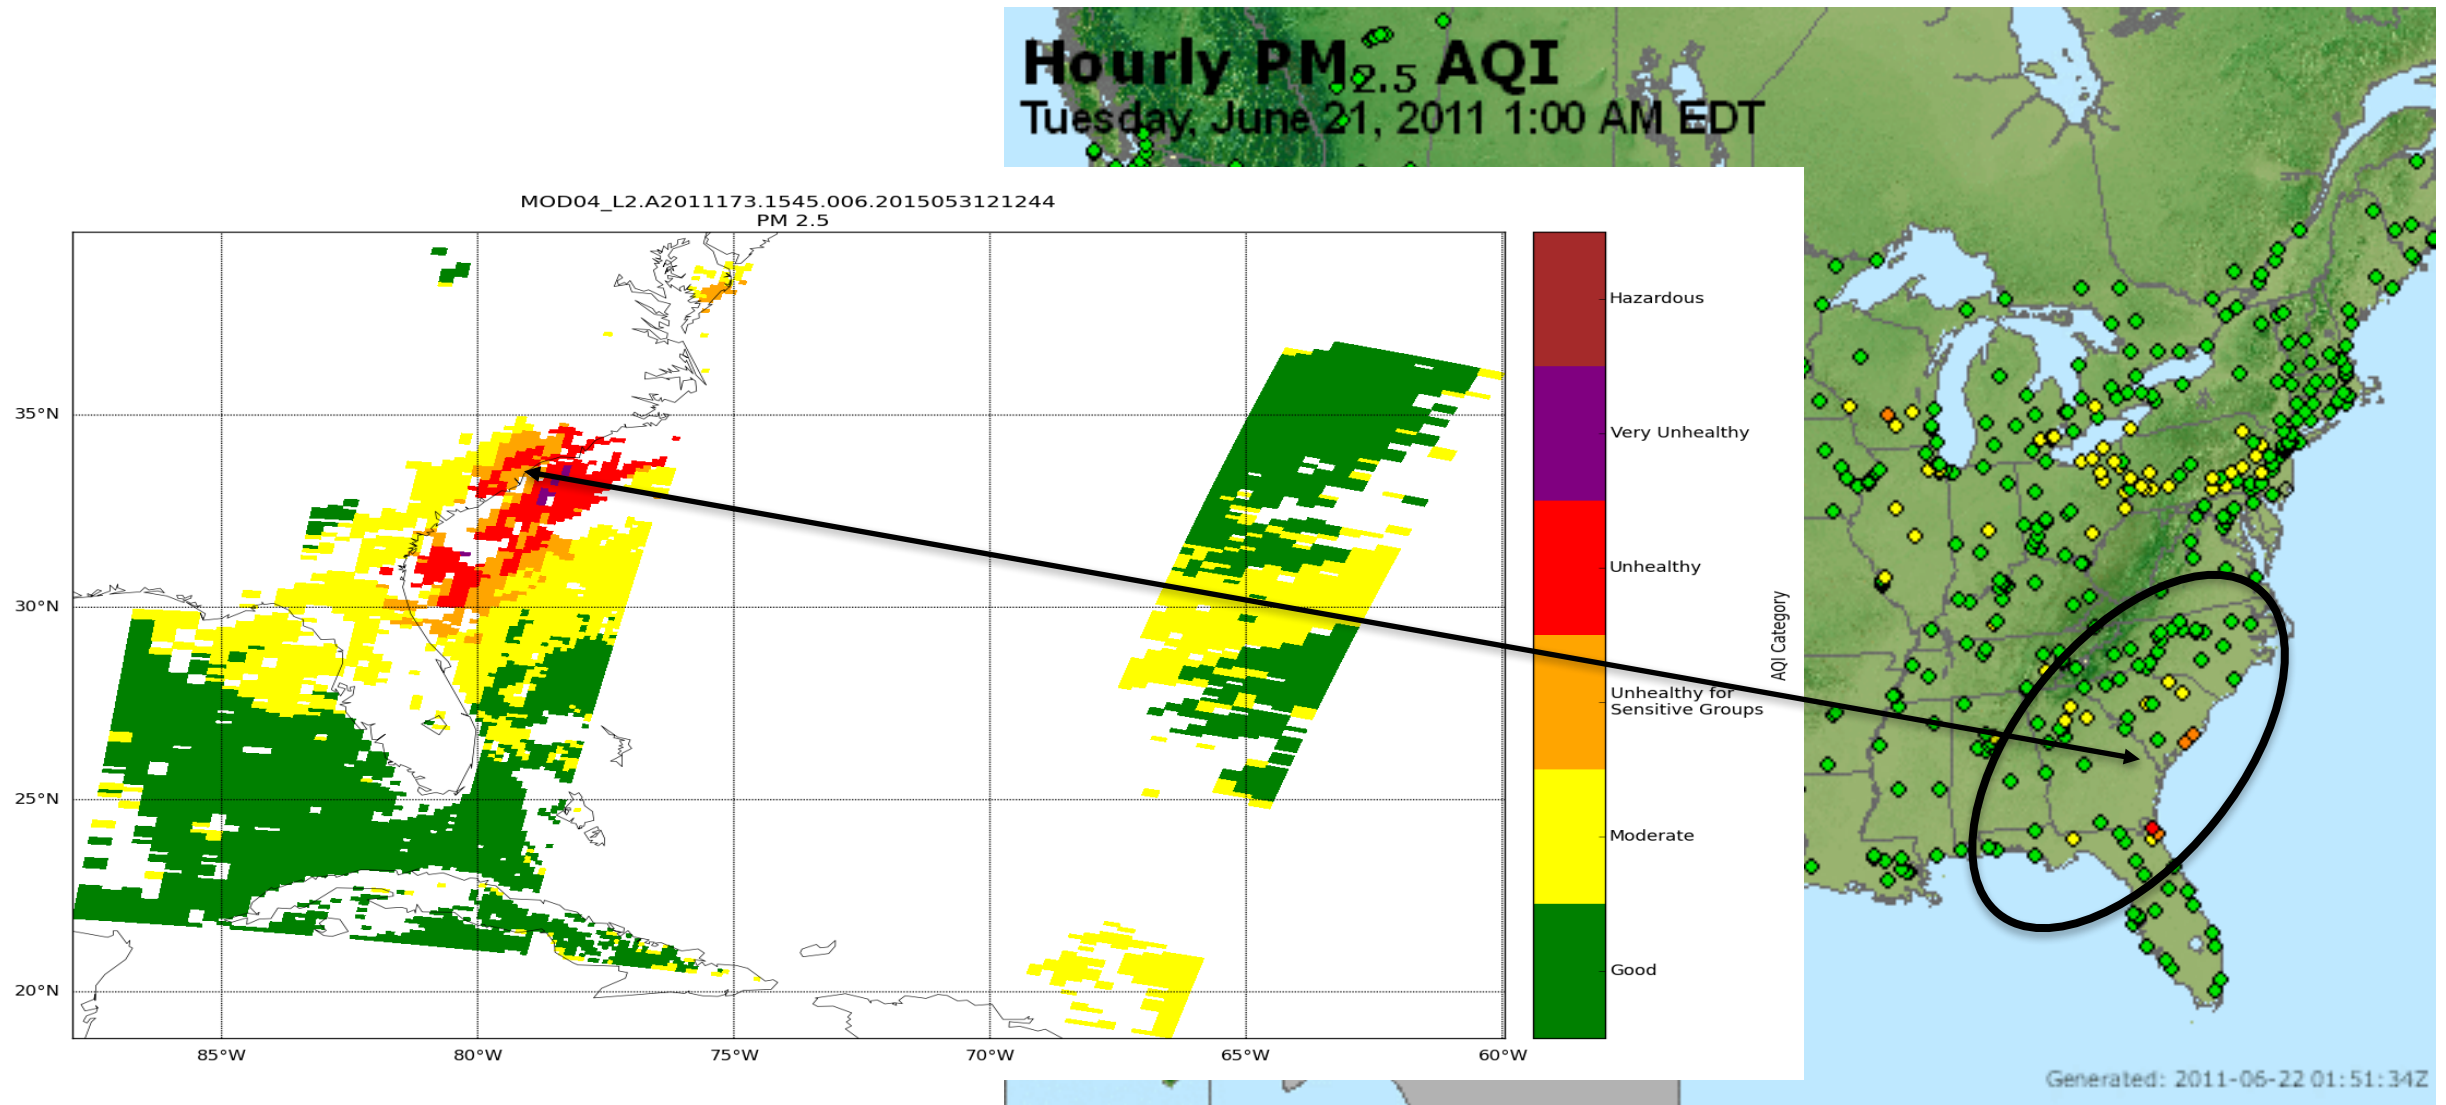 Hourly PM2.5 AQI
Tuesday, June 21, 2011 1:00 AM EDT
MOD04_L2.A2011173.1545.006.2015053121244
PM 2.5
35°N
30°N
25°N
20°N
85°W
80°W
75°W
70°W
65°W
60°W
Hazardous
Very Unhealthy
Unhealthy
Unhealthy for
Sensitive Groups
Moderate
Good
AQI Category
Generated: 2011-06-22 01:51:34Z